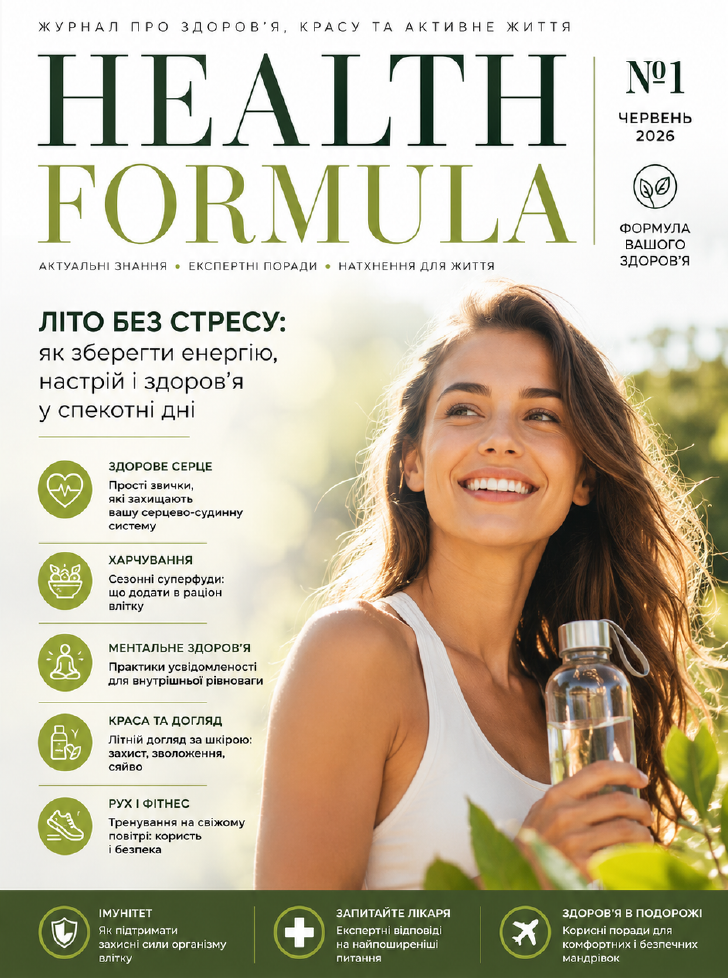 ЖУРНАЛ ПРО ЗДОРОВ'Я, КРАСУ ТА АКТИВНЕ ЖИТТЯ
HEALTH
FORMULA
№1
ЧЕРВЕНЬ
2026
ФОРМУЛА
ВАШОГО
ЗДОРОВ'Я
АКТУАЛЬНІ ЗНАННЯ • ЕКСПЕРТНІ ПОРАДИ • НАТХНЕННЯ ДЛЯ ЖИТТЯ
ЛІТО БЕЗ СТРЕСУ:
як зберегти енергію,
настрій і здоров'я
у спекотні дні
ЗДОРОВЕ СЕРЦЕ
Прості звички,
які захищають
вашу серцево-судинну
систему
ХАРЧУВАННЯ
Сезонні суперфуди:
що додати в раціон
влітку
МЕНТАЛЬНЕ ЗДОРОВ'Я
Практики усвідомленості
для внутрішньої рівноваги
КРАСА ТА ДОГЛЯД
Літній догляд за шкірою:
захист, зволоження,
сяйво
РУХ І ФІТНЕС
Тренування на свіжому
повітрі: користь
і безпека
ІМУНІТЕТ
Як підтримати
захисні сили організму
влітку
ЗАПИТАЙТЕ ЛІКАРЯ
Експертні відповіді
на найпоширеніші
питання
ЗДОРОВ'Я В ПОДОРОЖІ
Корисні поради для
комфортних і безпечних
мандрівок